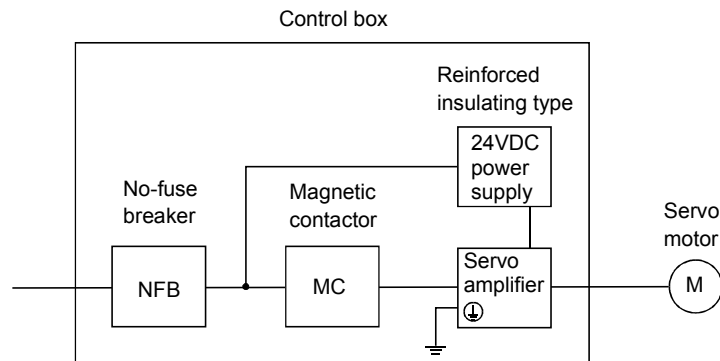 Control box
Reinforced
insulating type
24VDC
power
supply
No-fuse
breaker
Magnetic
contactor
Servo
motor
NFB
MC
Servo
amplifier
M